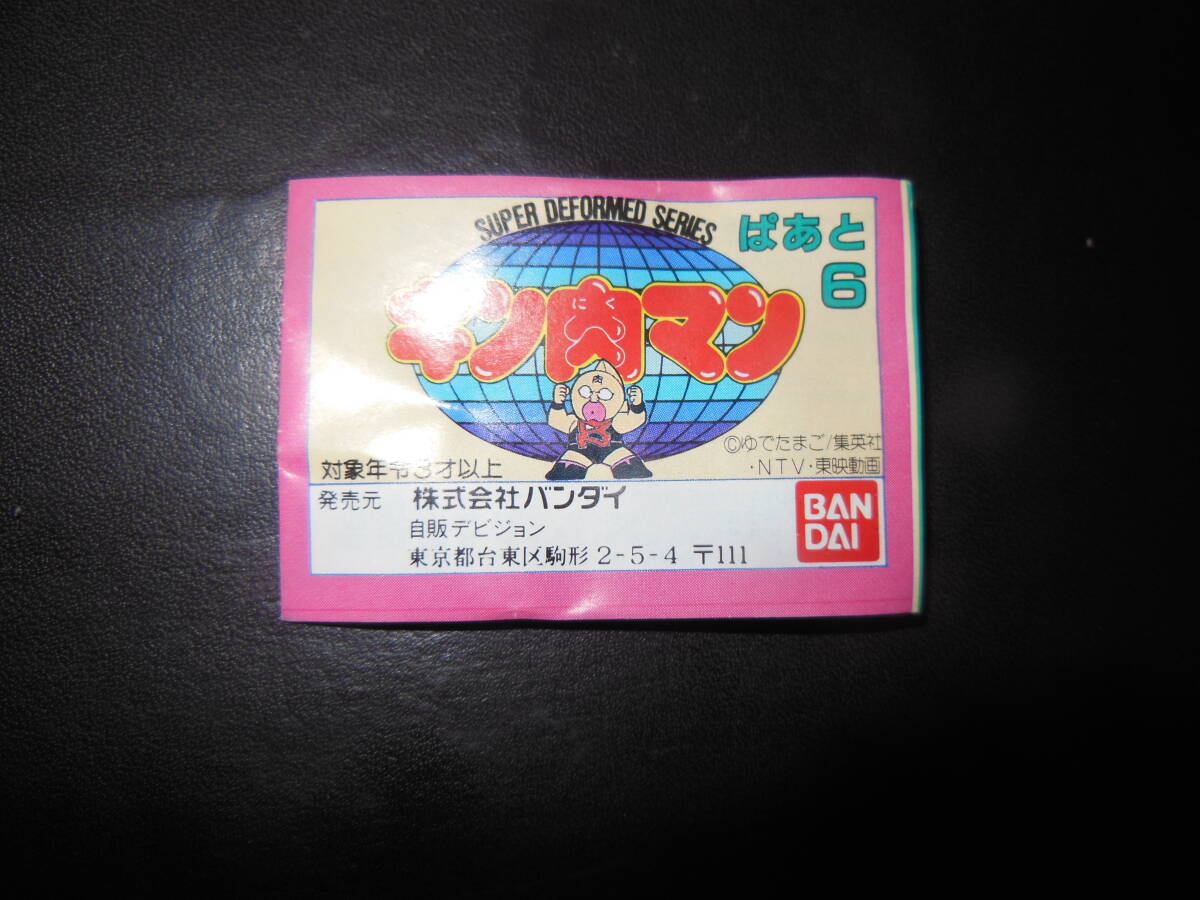 SUPER DEFORMED SERIES
ぱあと
6
キン肉マン
にく
肉
©ゆでたまご/集英社
・NTV・東映動画
対象年令3才以上
発売元 株式会社バンダイ
自販デビジョン
東京都台東区駒形2-5-4 〒111
BAN
DAI